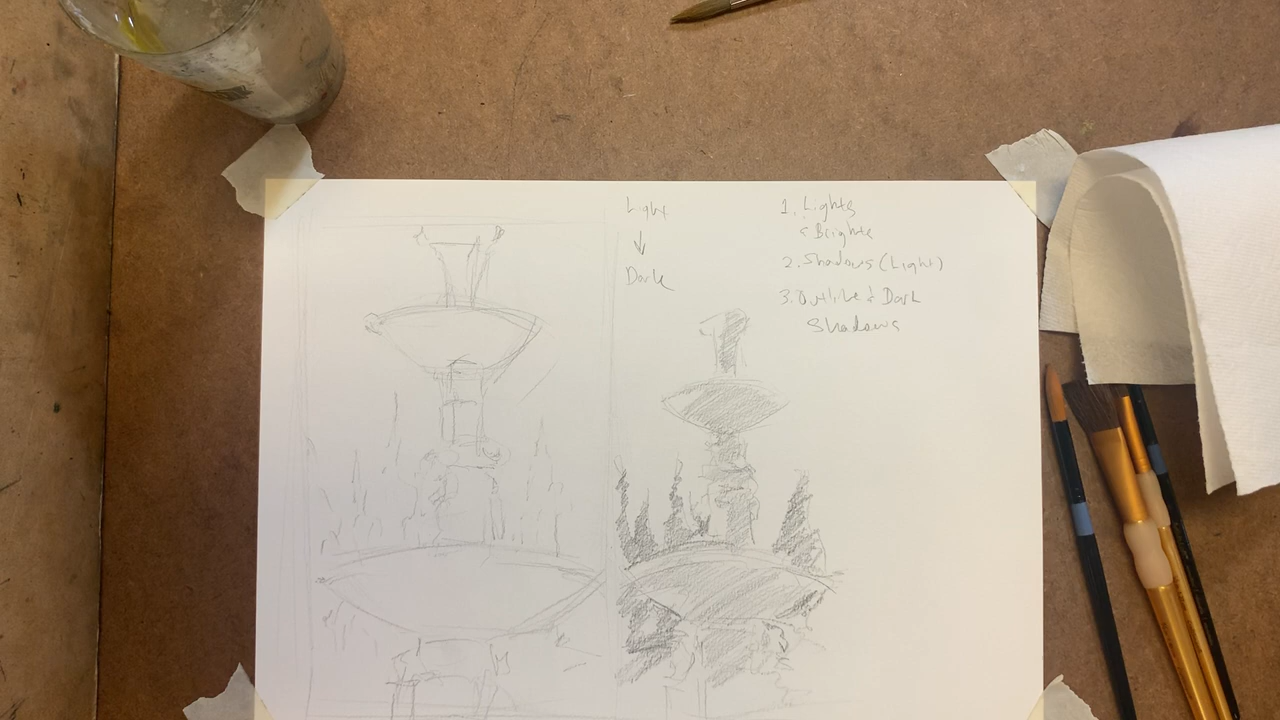 Light
Dark
1. Lights
& Brights
2. Shadows (Light)
3. Outline & Dark
Shadows